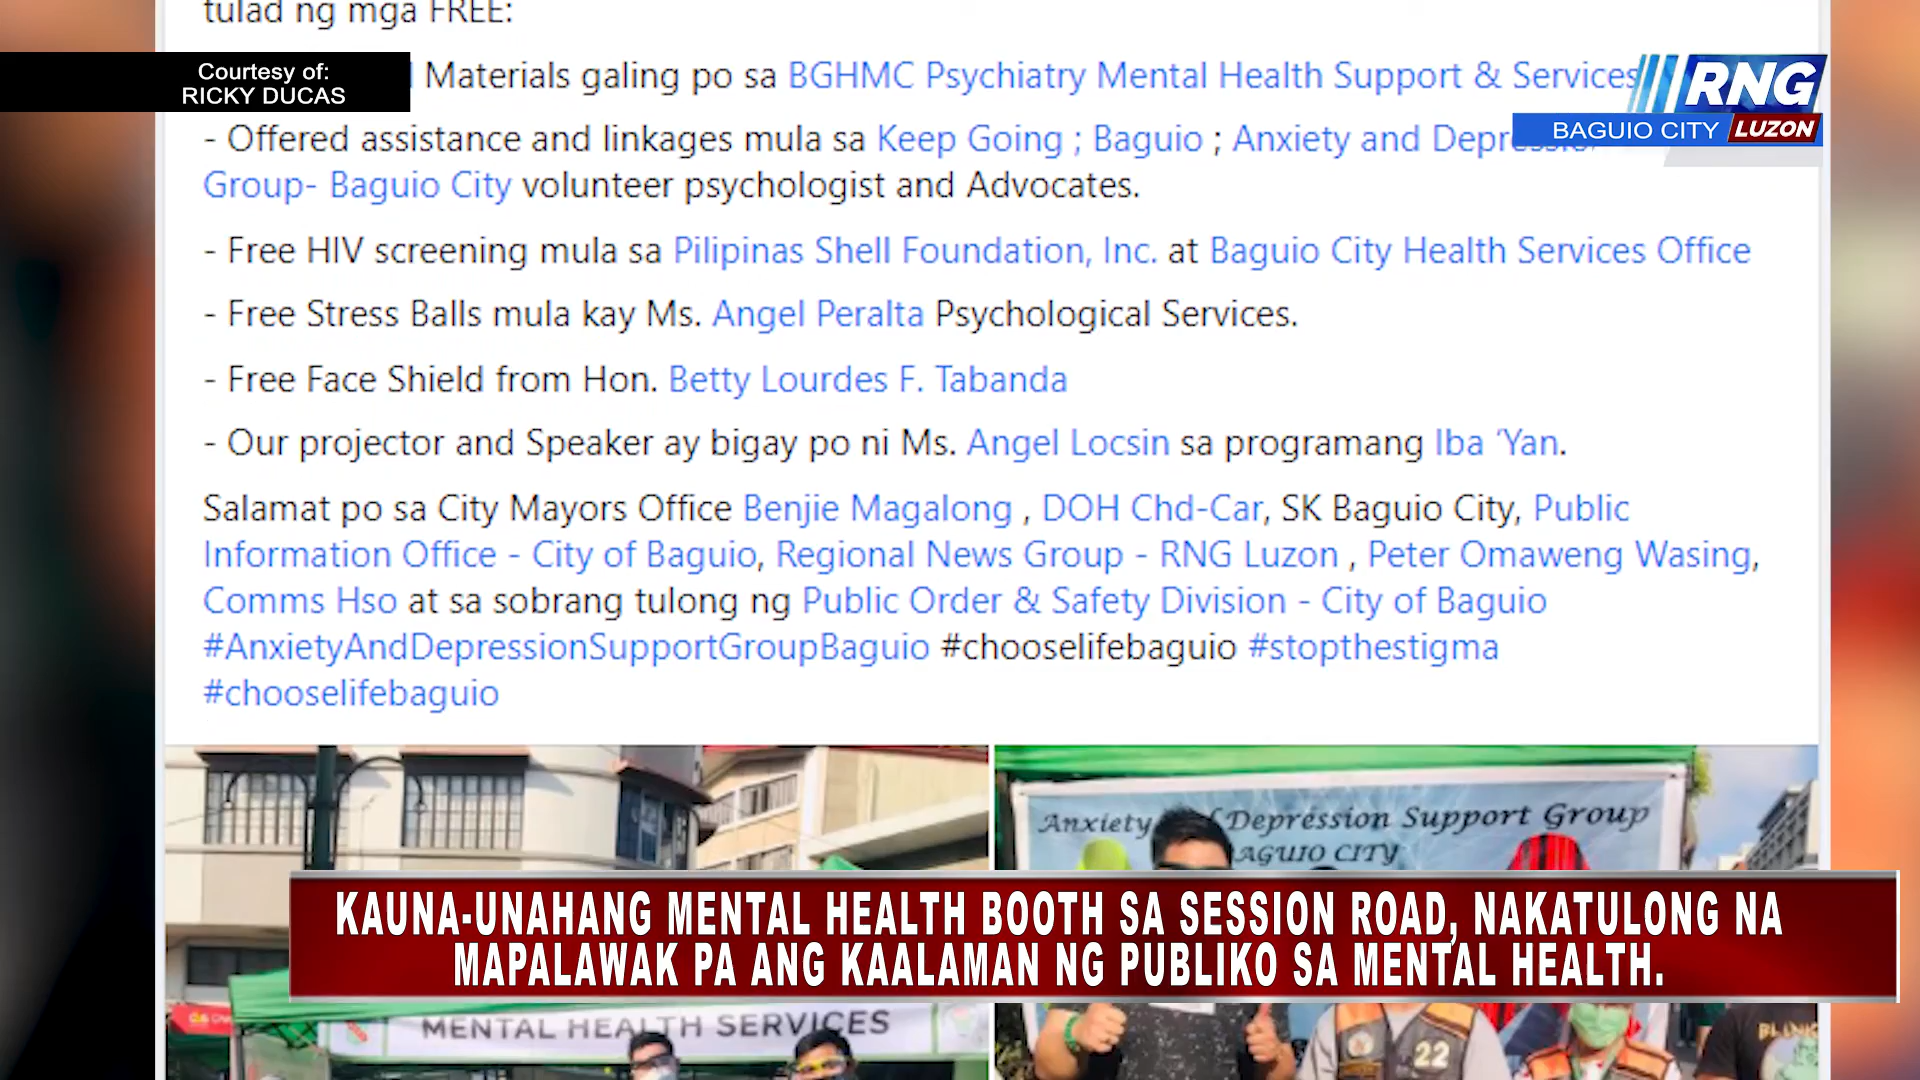 tulad ng mga FREE:
Courtesy of:
RICKY DUCAS
Materials galing po sa BGHMC Psychiatry Mental Health Support & Services
RNG
BAGUIO CITY LUZON
- Offered assistance and linkages mula sa Keep Going ; Baguio ; Anxiety and
Group- Baguio City volunteer psychologist and Advocates.
- Free HIV screening mula sa Pilipinas Shell Foundation, Inc. at Baguio City Health Services Office
- Free Stress Balls mula kay Ms. Angel Peralta Psychological Services.
- Free Face Shield from Hon. Betty Lourdes F. Tabanda
- Our projector and Speaker ay bigay po ni Ms. Angel Locsin sa programang Iba ‘Yan.
Salamat po sa City Mayors Office Benjie Magalong , DOH Chd-Car, SK Baguio City, Public
Information Office - City of Baguio, Regional News Group - RNG Luzon , Peter Omaweng Wasing,
Comms Hso at sa sobrang tulong ng Public Order & Safety Division - City of Baguio
#AnxietyAndDepressionSupportGroupBaguio #chooselifebaguio #stopthestigma
#chooselifebaguio
Anxiety Depression Support Group
CITY
KAUNA-UNAHANG MENTAL HEALTH BOOTH SA SESSION ROAD, NAKATULONG NA
MAPALAWAK PA ANG KAALAMAN NG PUBLIKO SA MENTAL HEALTH.
MENTAL HEALTH SERVICES
22